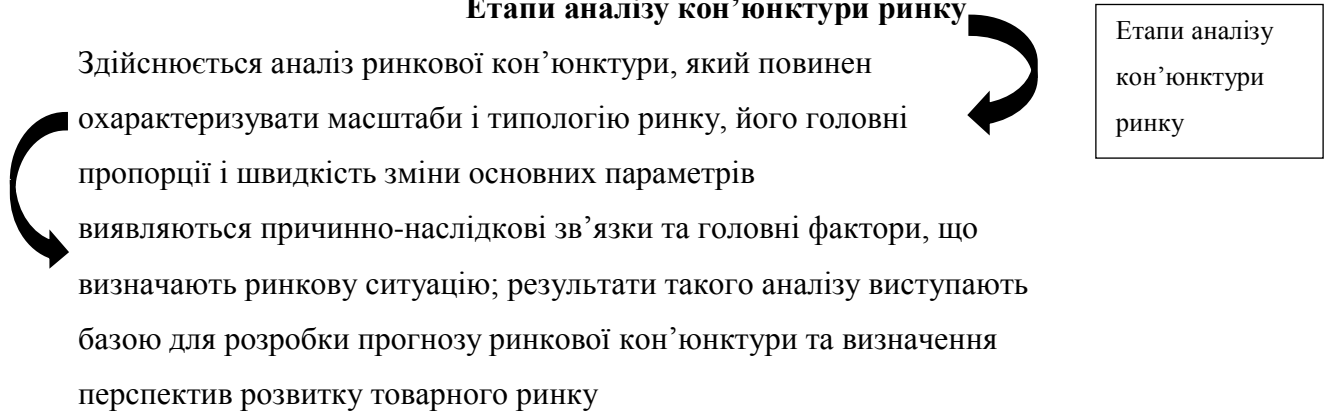 Етапи аналізу кон’юнктури ринку
Здійснюється аналіз ринкової кон’юнктури, який повинен
охарактеризувати масштаби і типологію ринку, його головні
пропорції і швидкість зміни основних параметрів
виявляються причинно-наслідкові зв’язки та головні фактори, що
визначають ринкову ситуацію; результати такого аналізу виступають
базою для розробки прогнозу ринкової кон’юнктури та визначення
перспектив розвитку товарного ринку
Етапи аналізу
кон’юнктури
ринку